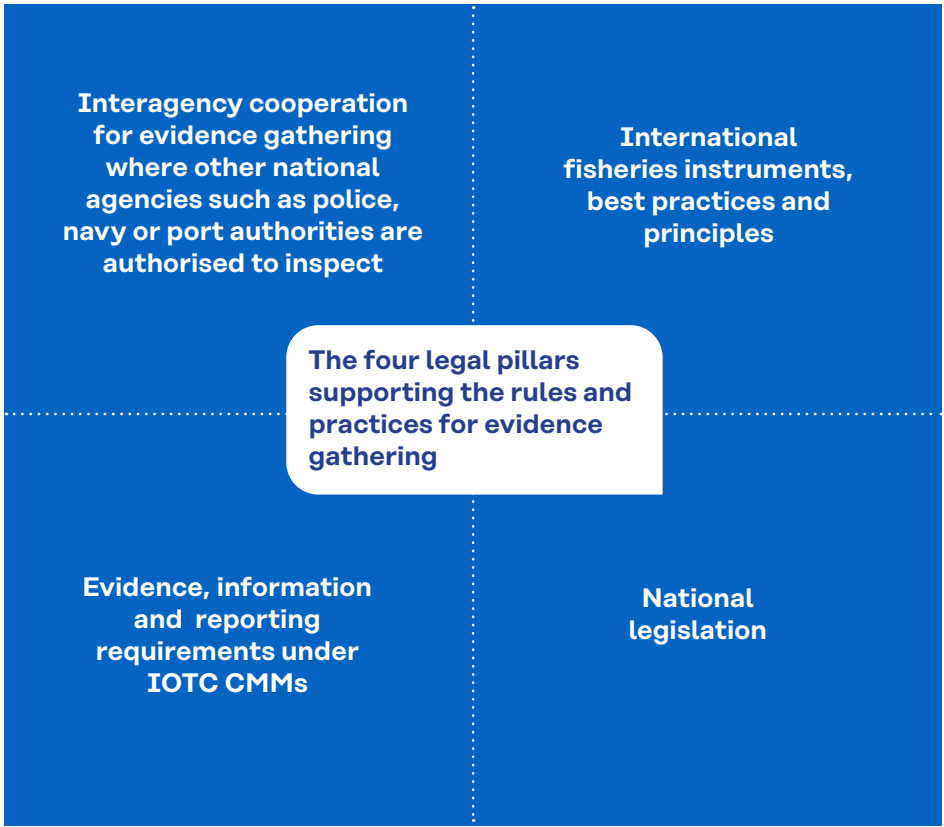 Interagency cooperation
for evidence gathering
where other national
agencies such as police,
navy or port authorities are
authorised to inspect
International
fisheries instruments,
best practices and
principles
The four legal pillars
supporting the rules and
practices for evidence
gathering
Evidence, information
and reporting
requirements under
IOTC CMMs
National
legislation